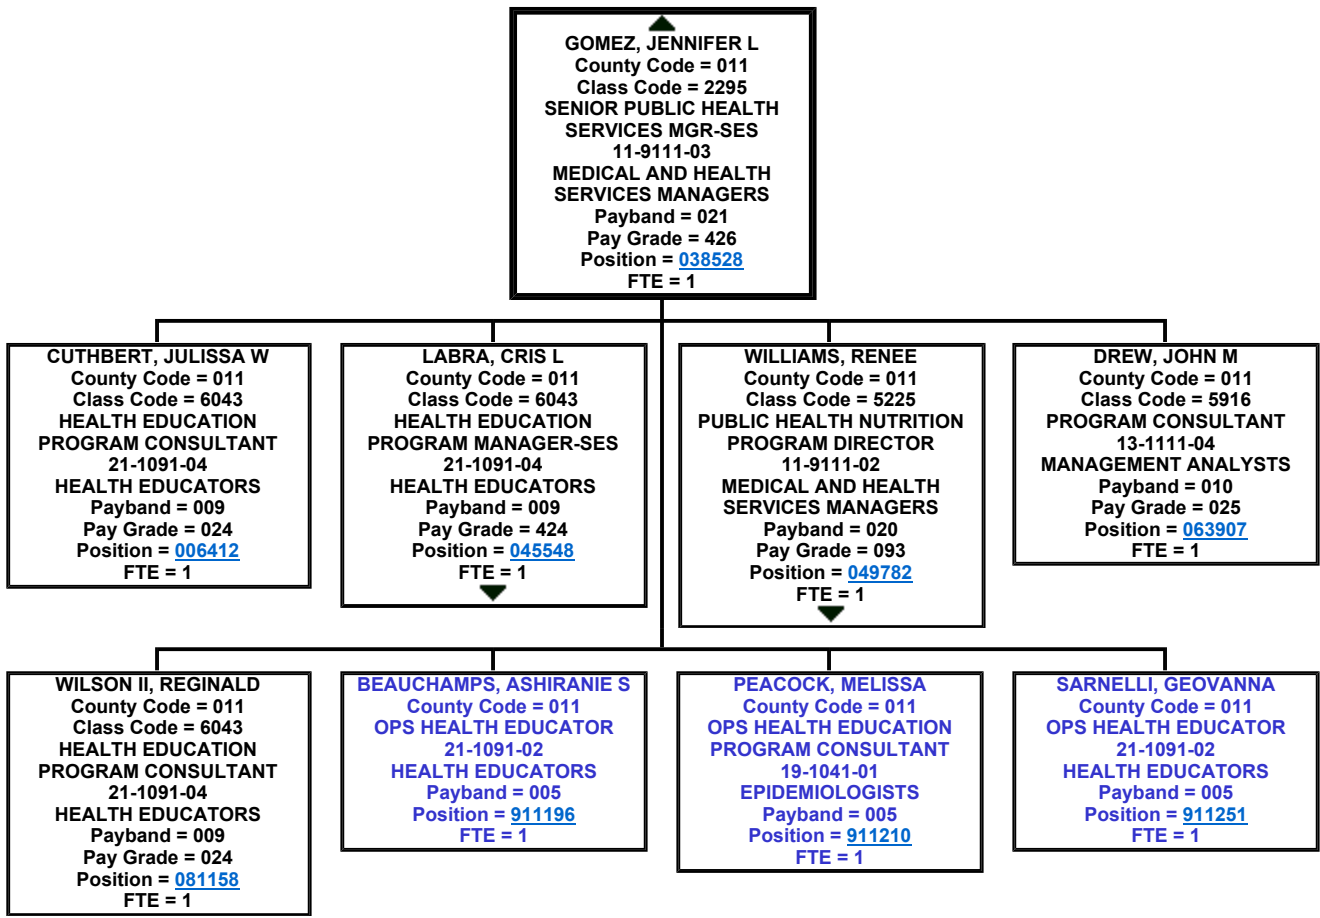 GOMEZ, JENNIFER L
County Code = 011
Class Code = 2295
SENIOR PUBLIC HEALTH
SERVICES MGR-SES
11-9111-03
MEDICAL AND HEALTH
SERVICES MANAGERS
Payband = 021
Pay Grade = 426
Position = 038528
FTE = 1
CUTHBERT, JULISSA W
County Code = 011
Class Code = 6043
HEALTH EDUCATION
PROGRAM CONSULTANT
21-1091-04
HEALTH EDUCATORS
Payband = 009
Pay Grade = 024
Position = 006412
FTE = 1
LABRA, CRIS L
County Code = 011
Class Code = 6043
HEALTH EDUCATION
PROGRAM MANAGER-SES
21-1091-04
HEALTH EDUCATORS
Payband = 009
Pay Grade = 424
Position = 045548
FTE = 1
WILLIAMS, RENEE
County Code = 011
Class Code = 5225
PUBLIC HEALTH NUTRITION
PROGRAM DIRECTOR
11-9111-02
MEDICAL AND HEALTH
SERVICES MANAGERS
Payband = 020
Pay Grade = 093
Position = 049782
FTE = 1
DREW, JOHN M
County Code = 011
Class Code = 5916
PROGRAM CONSULTANT
13-1111-04
MANAGEMENT ANALYSTS
Payband = 010
Pay Grade = 025
Position = 063907
FTE = 1
WILSON II, REGINALD
County Code = 011
Class Code = 6043
HEALTH EDUCATION
PROGRAM CONSULTANT
21-1091-04
HEALTH EDUCATORS
Payband = 009
Pay Grade = 024
Position = 081158
FTE = 1
BEAUCHAMPS, ASHIRANIE S
County Code = 011
OPS HEALTH EDUCATOR
21-1091-02
HEALTH EDUCATORS
Payband = 005
Position = 911196
FTE = 1
PEACOCK, MELISSA
County Code = 011
OPS HEALTH EDUCATION
PROGRAM CONSULTANT
19-1041-01
EPIDEMIOLOGISTS
Payband = 005
Position = 911210
FTE = 1
SARNELLI, GEOVANNA
County Code = 011
OPS HEALTH EDUCATOR
21-1091-02
HEALTH EDUCATORS
Payband = 005
Position = 911251
FTE = 1